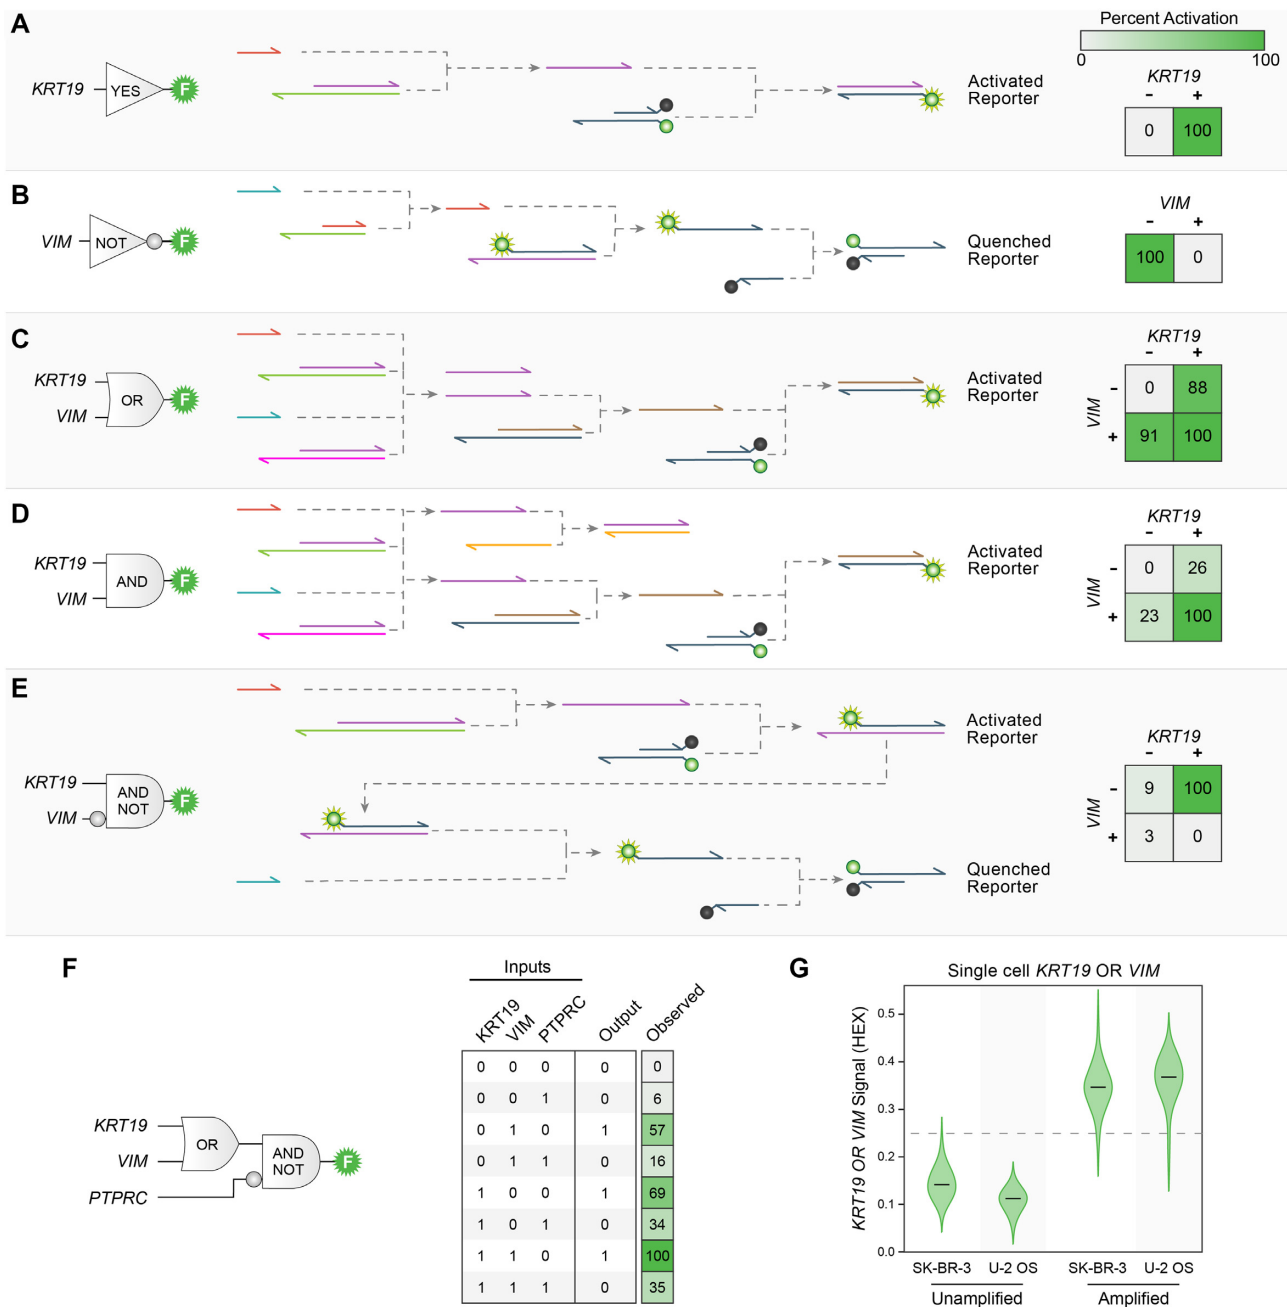 A
Percent Activation
0 100
KRT19
- +
KRT19 YES F
Activated
Reporter
0 100
B
VIM
- +
VIM NOT F
Quenched
Reporter
100 0
C
KRT19
- +
KRT19
VIM
OR F
Activated
Reporter
VIM
- 0 88
+ 91 100
D
KRT19
- +
KRT19
VIM
AND F
Activated
Reporter
VIM
- 0 26
+ 23 100
E
Activated
Reporter
KRT19
- +
KRT19
VIM
AND
NOT
F
VIM
- 9 100
+ 3 0
Quenched
Reporter
F
Inputs
KRT19 VIM PTPRC Output Observed
0 0 0 0 0
0 0 1 0 6
0 1 0 1 57
0 1 1 0 16
1 0 0 1 69
1 0 1 0 34
1 1 0 1 100
1 1 1 0 35
KRT19
VIM
PTPRC
OR
AND
NOT
F
G
Single cell KRT19 OR VIM
KRT19 OR VIM Signal (HEX)
0.5
0.4
0.3
0.2
0.1
0.0
SK-BR-3 U-2 OS SK-BR-3 U-2 OS
Unamplified Amplified